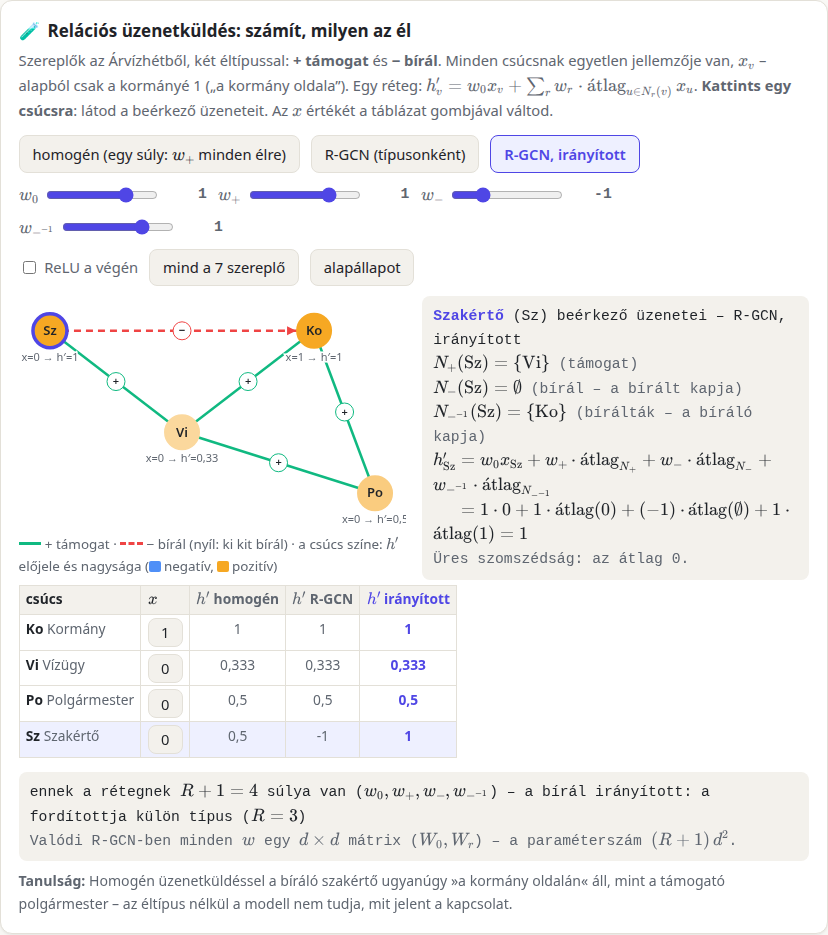 🧪 Relációs üzenetküldés: számít, milyen az él
Szereplők az Árvízhétből, két éltípussal: + támogat és − bírál. Minden csúcsnak egyetlen jellemzője van, x_v –
alapból csak a kormányé 1 („a kormány oldala”). Egy réteg: h′_v = w_0x_v + ∑_r w_r · átlag_{u∈N_r(v)} x_u. Kattints egy
csúcsra: látod a beérkező üzeneteit. Az x értékét a táblázat gombjával váltod.
homogén (egy súly: w_+ minden élre) R-GCN (típusonként) R-GCN, irányított
w_0 1 w_+ 1 w_− -1
w_{−⁻¹} 1
ReLU a végén mind a 7 szereplő alapállapot
Sz − Ko
x=0 → h′=1 x=1 → h′=1
+ +
+
Vi
x=0 → h′=0,33
+
Po
x=0 → h′=0,5
+ támogat · − bírál (nyíl: ki kit bírál) · a csúcs színe: h′
előjele és nagysága (negatív, pozitív)
Szakértő (Sz) beérkező üzenetei – R-GCN,
irányított
N_+(Sz) = {Vi} (támogat)
N_−(Sz) = ∅ (bírál – a bírált kapja)
N_{−⁻¹}(Sz) = {Ko} (bírálták – a bíráló
kapja)
h′_Sz = w_0x_Sz + w_+ · átlag_{N_+} + w_− · átlag_{N_−} +
w_{−⁻¹} · átlag_{N_{−⁻¹}}
= 1 · 0 + 1 · átlag(0) + (−1) · átlag(∅) + 1 ·
átlag(1) = 1
Üres szomszédság: az átlag 0.
csúcs x h′ homogén h′ R-GCN h′ irányított
Ko Kormány 1 1 1 1
Vi Vízügy 0 0,333 0,333 0,333
Po Polgármester 0 0,5 0,5 0,5
Sz Szakértő 0 0,5 -1 1
ennek a rétegnek R + 1 = 4 súlya van (w_0, w_+, w_−, w_{−⁻¹}) – a bírál irányított: a
fordítottja külön típus (R = 3)
Valódi R-GCN-ben minden w egy d × d mátrix (W_0, W_r) – a paraméterszám (R + 1) d².
Tanulság: Homogén üzenetküldéssel a bíráló szakértő ugyanúgy »a kormány oldalán« áll, mint a támogató
polgármester – az éltípus nélkül a modell nem tudja, mit jelent a kapcsolat.